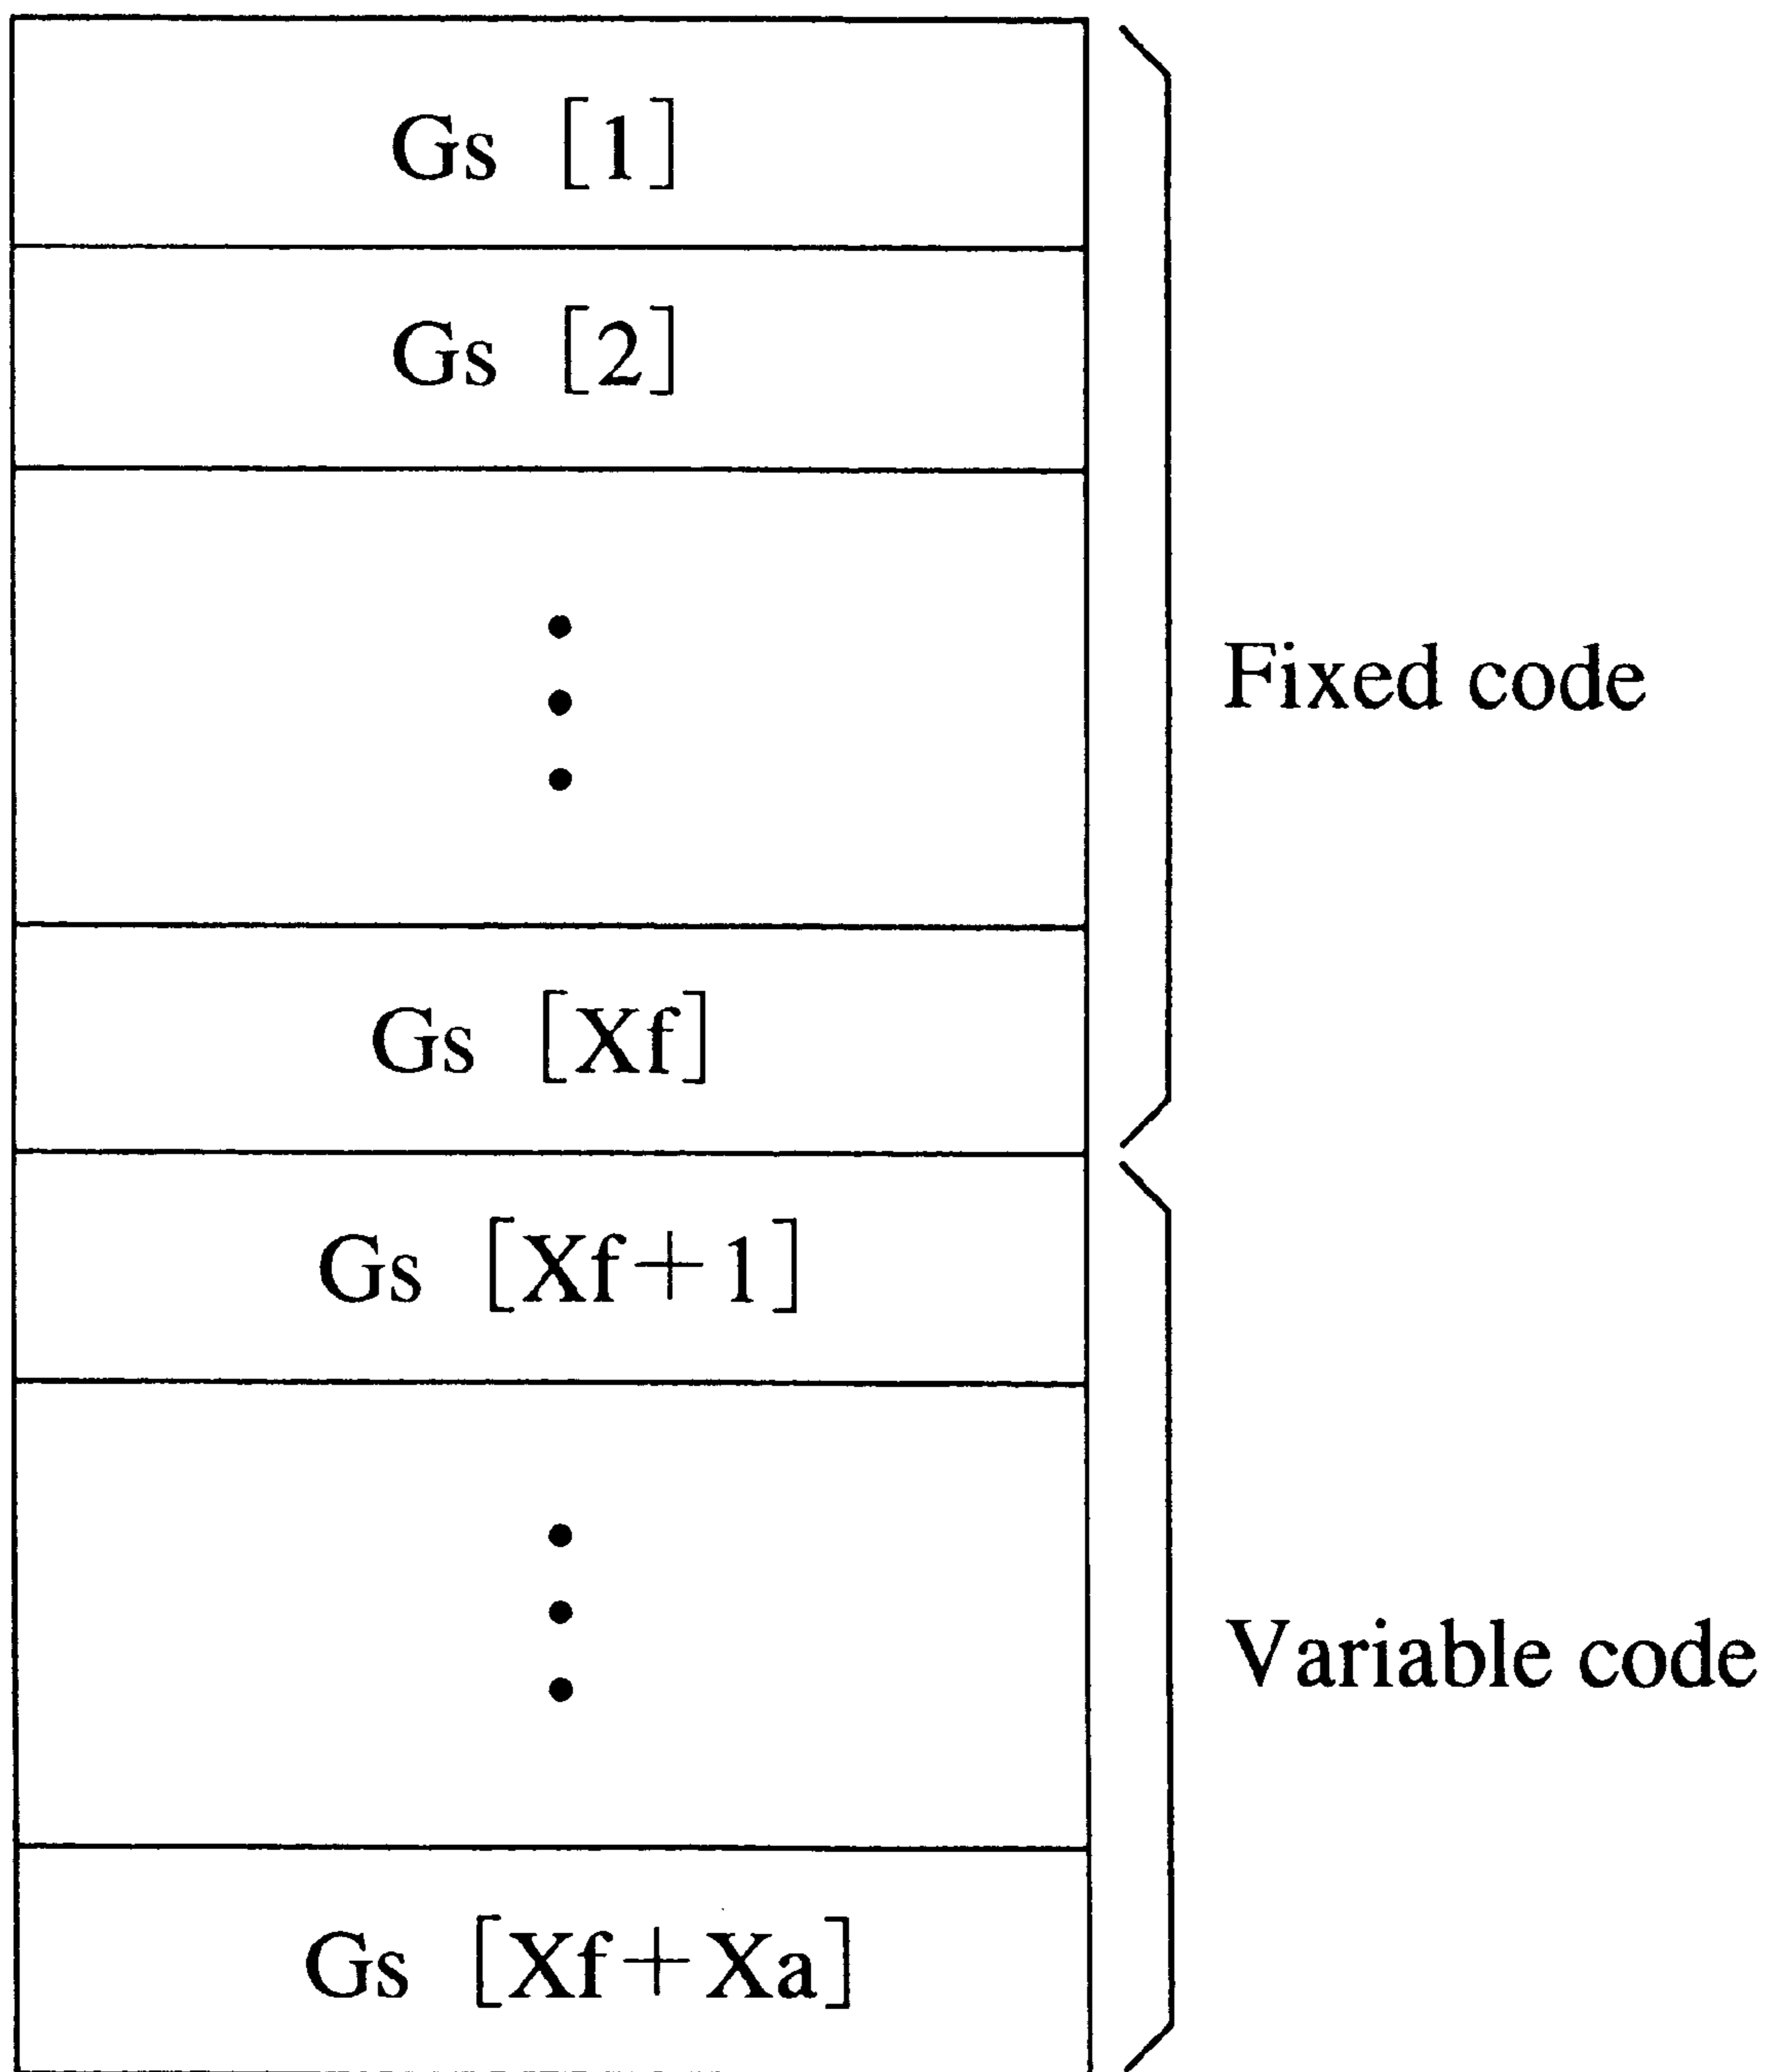 Gs [1]
Gs [2]
Fixed code
Gs [Xf]
Gs [Xf+1]
Variable code
Gs [Xf+Xa]